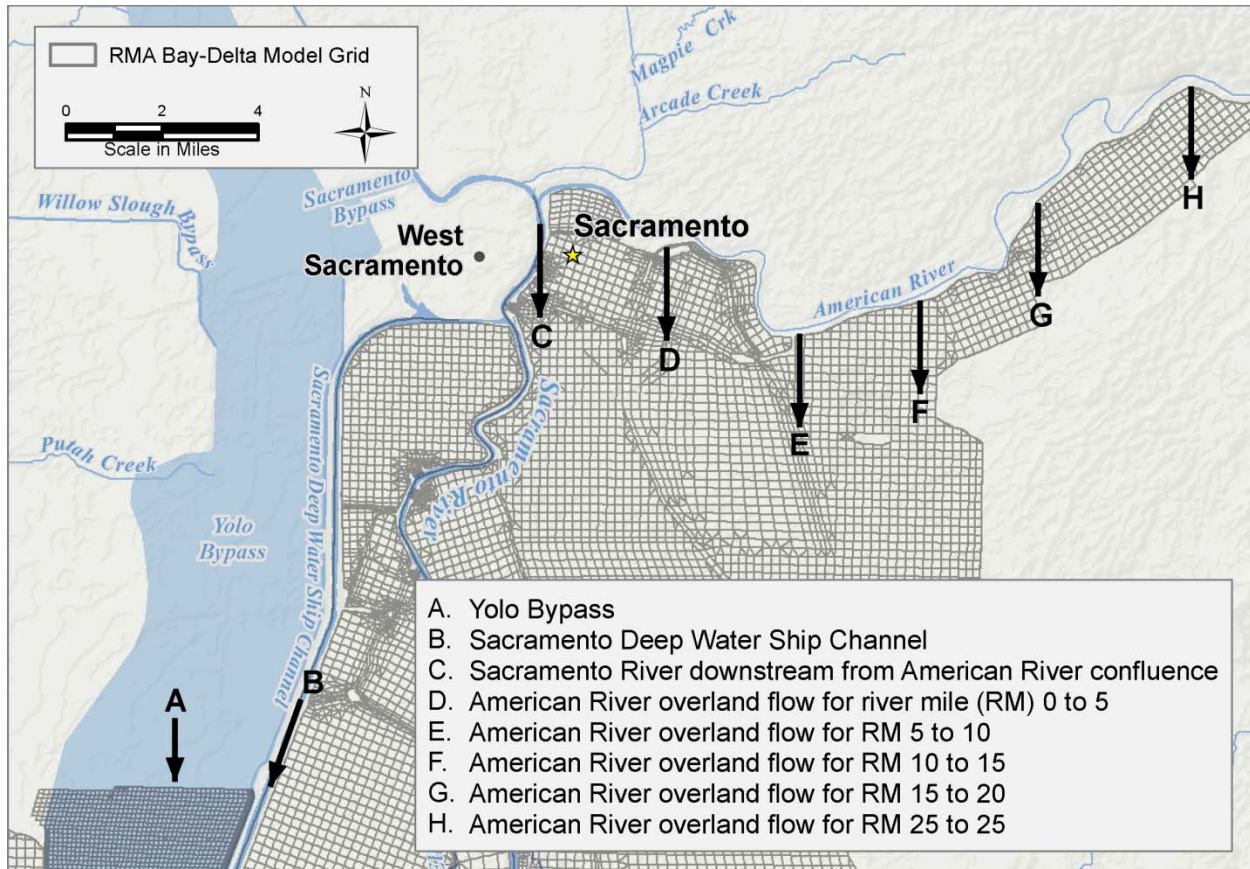 RMA Bay-Delta Model Grid
0 2 4
Scale in Miles
N
Magpie Crk
Arcade Creek
Willow Slough Bypass
Sacramento
Bypass
West
Sacramento
Sacramento
American River
C
D
E
F
G
H
Sacramento River
Sacramento Deep Water Ship Channel
Putah Creek
Yolo
Bypass
A
B
A. Yolo Bypass
B. Sacramento Deep Water Ship Channel
C. Sacramento River downstream from American River confluence
D. American River overland flow for river mile (RM) 0 to 5
E. American River overland flow for RM 5 to 10
F. American River overland flow for RM 10 to 15
G. American River overland flow for RM 15 to 20
H. American River overland flow for RM 25 to 25